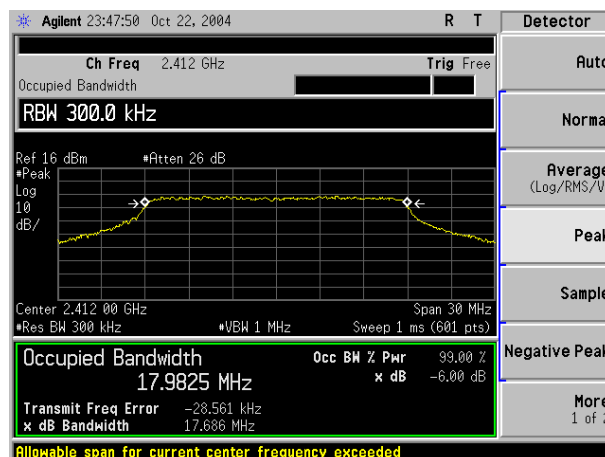 Agilent 23:47:50 Oct 22, 2004 R T Detector
Ch Freq 2.412 GHz Trig Free
Occupied Bandwidth
Auto
RBW 300.0 kHz
Normal
Ref 16 dBm #Atten 26 dB
#Peak
Log
10
dB/
Average
(Log/RMS/V
Peak
Sample
Center 2.412 00 GHz Span 30 MHz
#Res BW 300 kHz #VBW 1 MHz Sweep 1 ms (601 pts)
Negative Peak
Occupied Bandwidth Occ BW % Pwr 99.00 %
17.9825 MHz x dB -6.00 dB
Transmit Freq Error -28.561 kHz
x dB Bandwidth 17.686 MHz
More
1 of 2
Allowable span for current center frequency exceeded